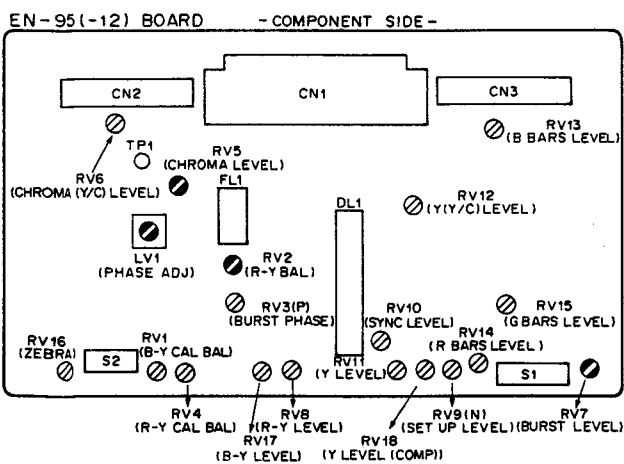 EN-95(-12) BOARD -COMPONENT SIDE-
CN2
CN1
CN3
RV13
(B BARS LEVEL)
TP1
RV5
(CHROMA LEVEL)
RV6
(CHROMA (Y/C) LEVEL)
FL1
DL1
RV12
(Y(Y/C)LEVEL)
LV1
(PHASE ADJ)
RV2
(R-Y BAL)
RV3(P)
(BURST PHASE)
RV10
(SYNC LEVEL)
RV15
(G BARS LEVEL)
RV16
(ZEBRA)
S2
RV1
(B-Y CAL BAL)
RV11
(Y LEVEL)
RV14
(R BARS LEVEL)
S1
RV4
(R-Y CAL BAL)
RV17
(B-Y LEVEL)
RV8
(R-Y LEVEL)
RV18
(Y LEVEL (COMP))
RV9(N)
(SET UP LEVEL)
RV7
(BURST LEVEL)